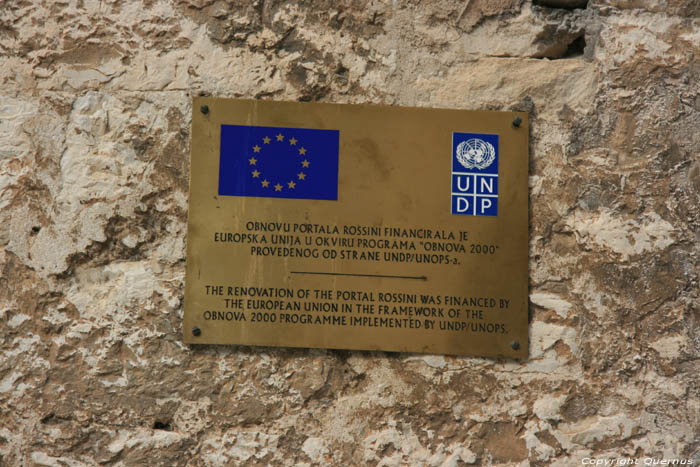 UN
DP
OBNOVU PORTALA ROSSINI FINANCIRALA JE
EUROPSKA UNIJA U OKVIRU PROGRAMA "OBNOVA 2000"
PROVEDENOG OD STRANE UNDP/UNOPS-a.
THE RENOVATION OF THE PORTAL ROSSINI WAS FINANCED BY
THE EUROPEAN UNION IN THE FRAMEWORK OF THE
OBNOVA 2000 PROGRAMME IMPLEMENTED BY UNDP/UNOPS.
Copyright Quernus